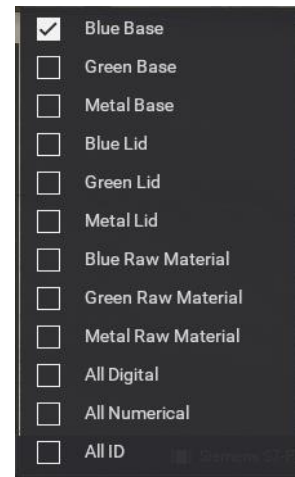 Blue Base
Green Base
Metal Base
Blue Lid
Green Lid
Metal Lid
Blue Raw Material
Green Raw Material
Metal Raw Material
All Digital
All Numerical
All ID